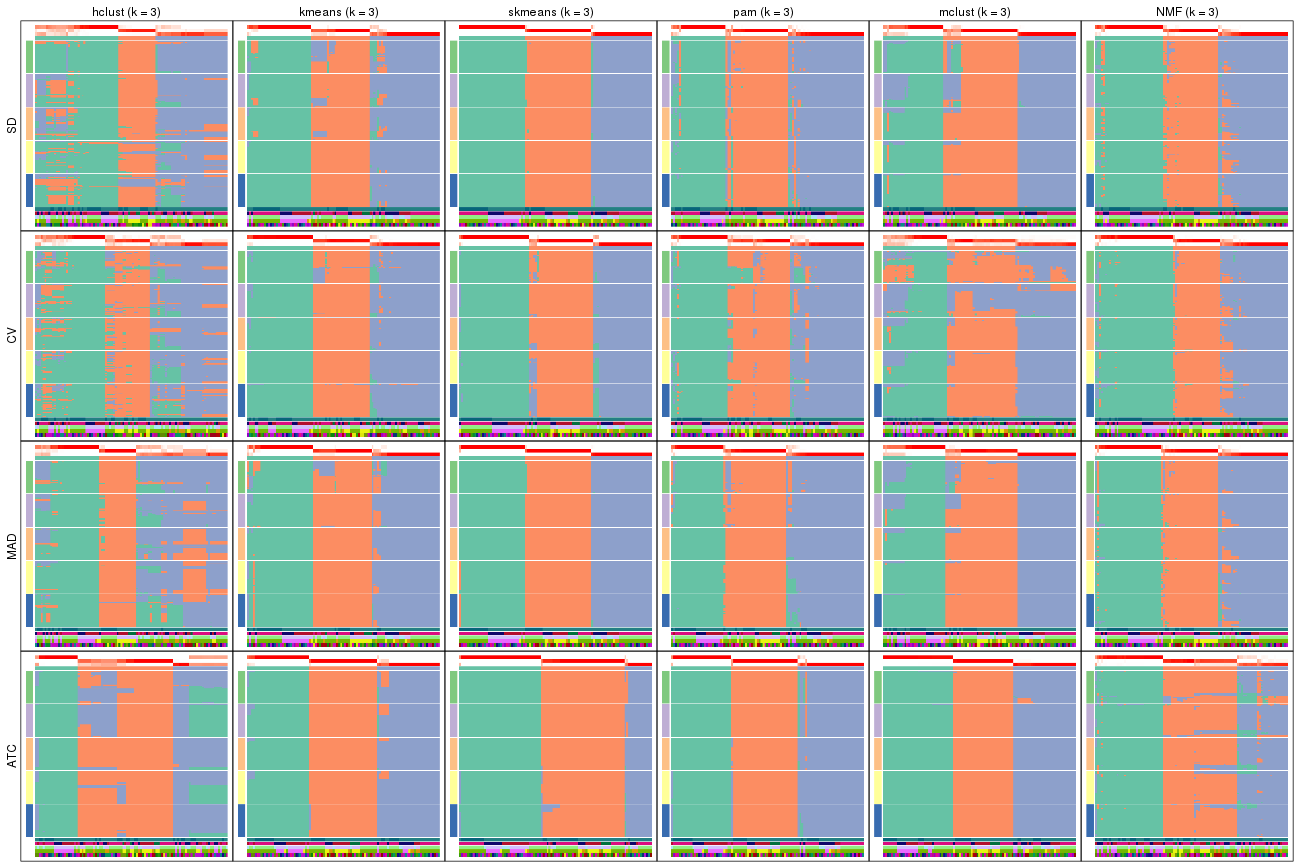 hclust (k = 3)
kmeans (k = 3)
skmeans (k = 3)
pam (k = 3)
mclust (k = 3)
NMF (k = 3)
SD
CV
MAD
ATC